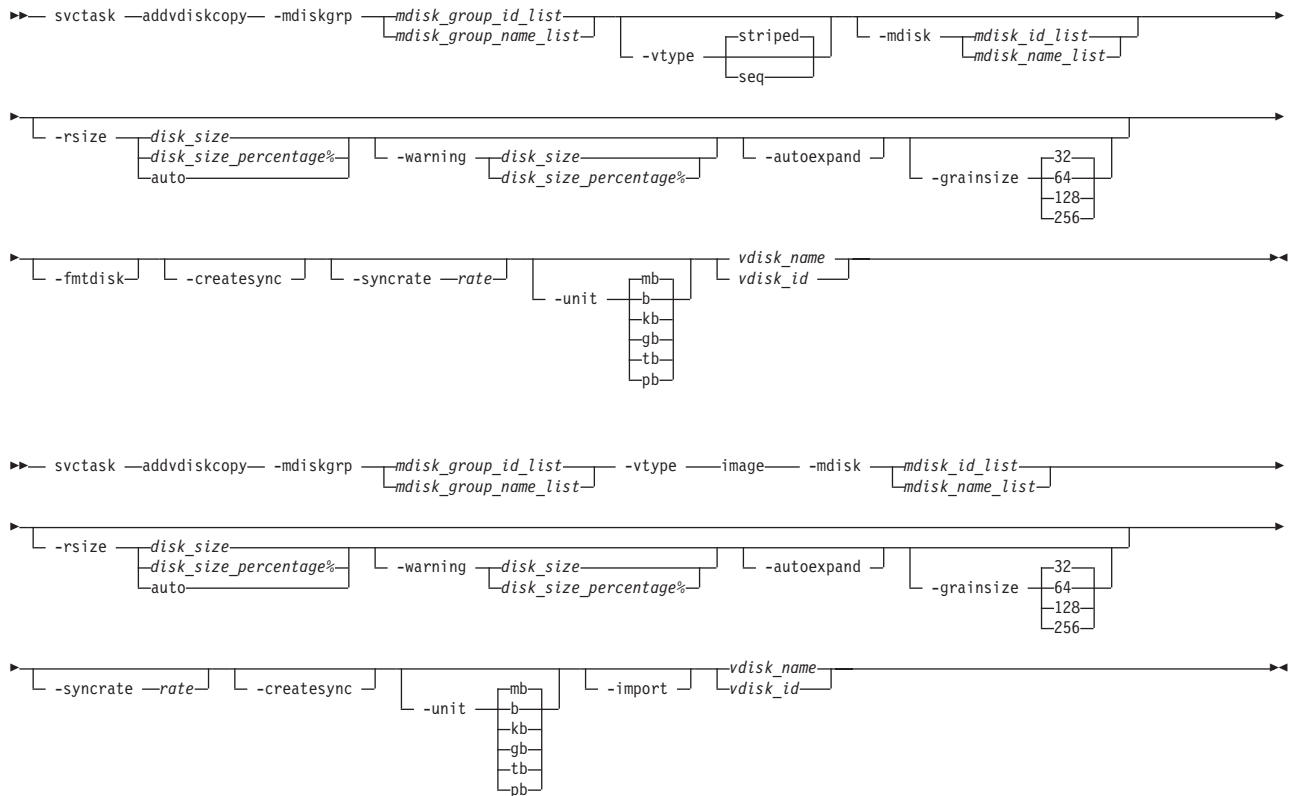 svctask addvdiskcopy -mdiskgrp mdisk_group_id_list
mdisk_group_name_list
-vtype striped
seq
-mdisk mdisk_id_list
mdisk_name_list
-rsize disk_size
disk_size_percentage%
auto
-warning disk_size
disk_size_percentage%
-autoexpand
-grainsize 32
64
128
256
-fmtdisk -createsync -syncrate rate
-unit mb
b
kb
gb
tb
pb
vdisk_name
vdisk_id
svctask addvdiskcopy -mdiskgrp mdisk_group_id_list
mdisk_group_name_list
-vtype image -mdisk mdisk_id_list
mdisk_name_list
-rsize disk_size
disk_size_percentage%
auto
-warning disk_size
disk_size_percentage%
-autoexpand
-grainsize 32
64
128
256
-syncrate rate -createsync
-unit mb
b
kb
gb
tb
pb
-import
vdisk_name
vdisk_id